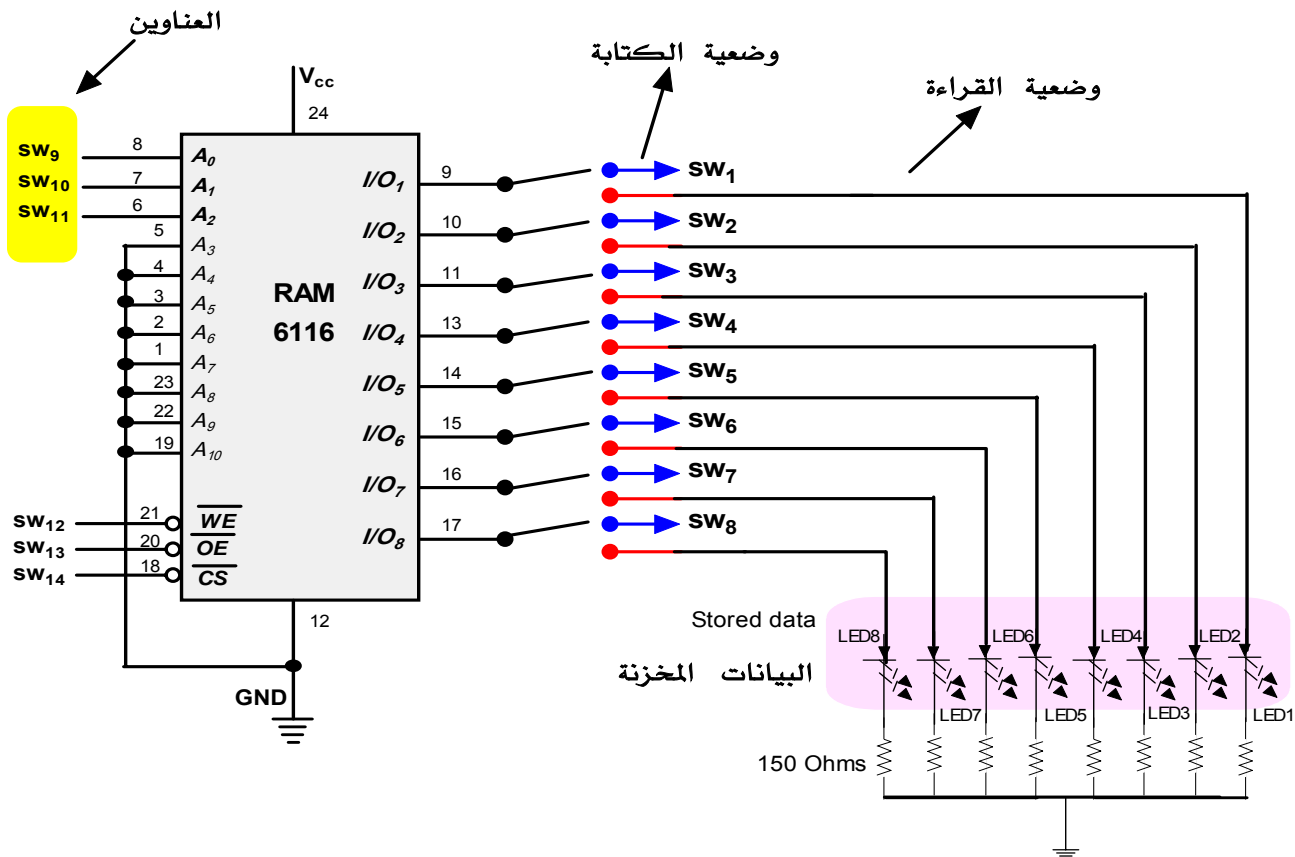 العناوين
وضعية الكتابة
وضعية القراءة
Vcc
24
sw9
sw10
sw11
8
7
6
5
4
3
2
1
23
22
19
A0
A1
A2
A3
A4
A5
A6
A7
A8
A9
A10
RAM
6116
I/O1
I/O2
I/O3
I/O4
I/O5
I/O6
I/O7
I/O8
9
10
11
13
14
15
16
17
sw1
sw2
sw3
sw4
sw5
sw6
sw7
sw8
sw12
sw13
sw14
21
20
18
WE
OE
CS
12
GND
Stored data
البيانات المخزنة
LED8
LED6
LED4
LED2
LED7
LED5
LED3
LED1
150 Ohms